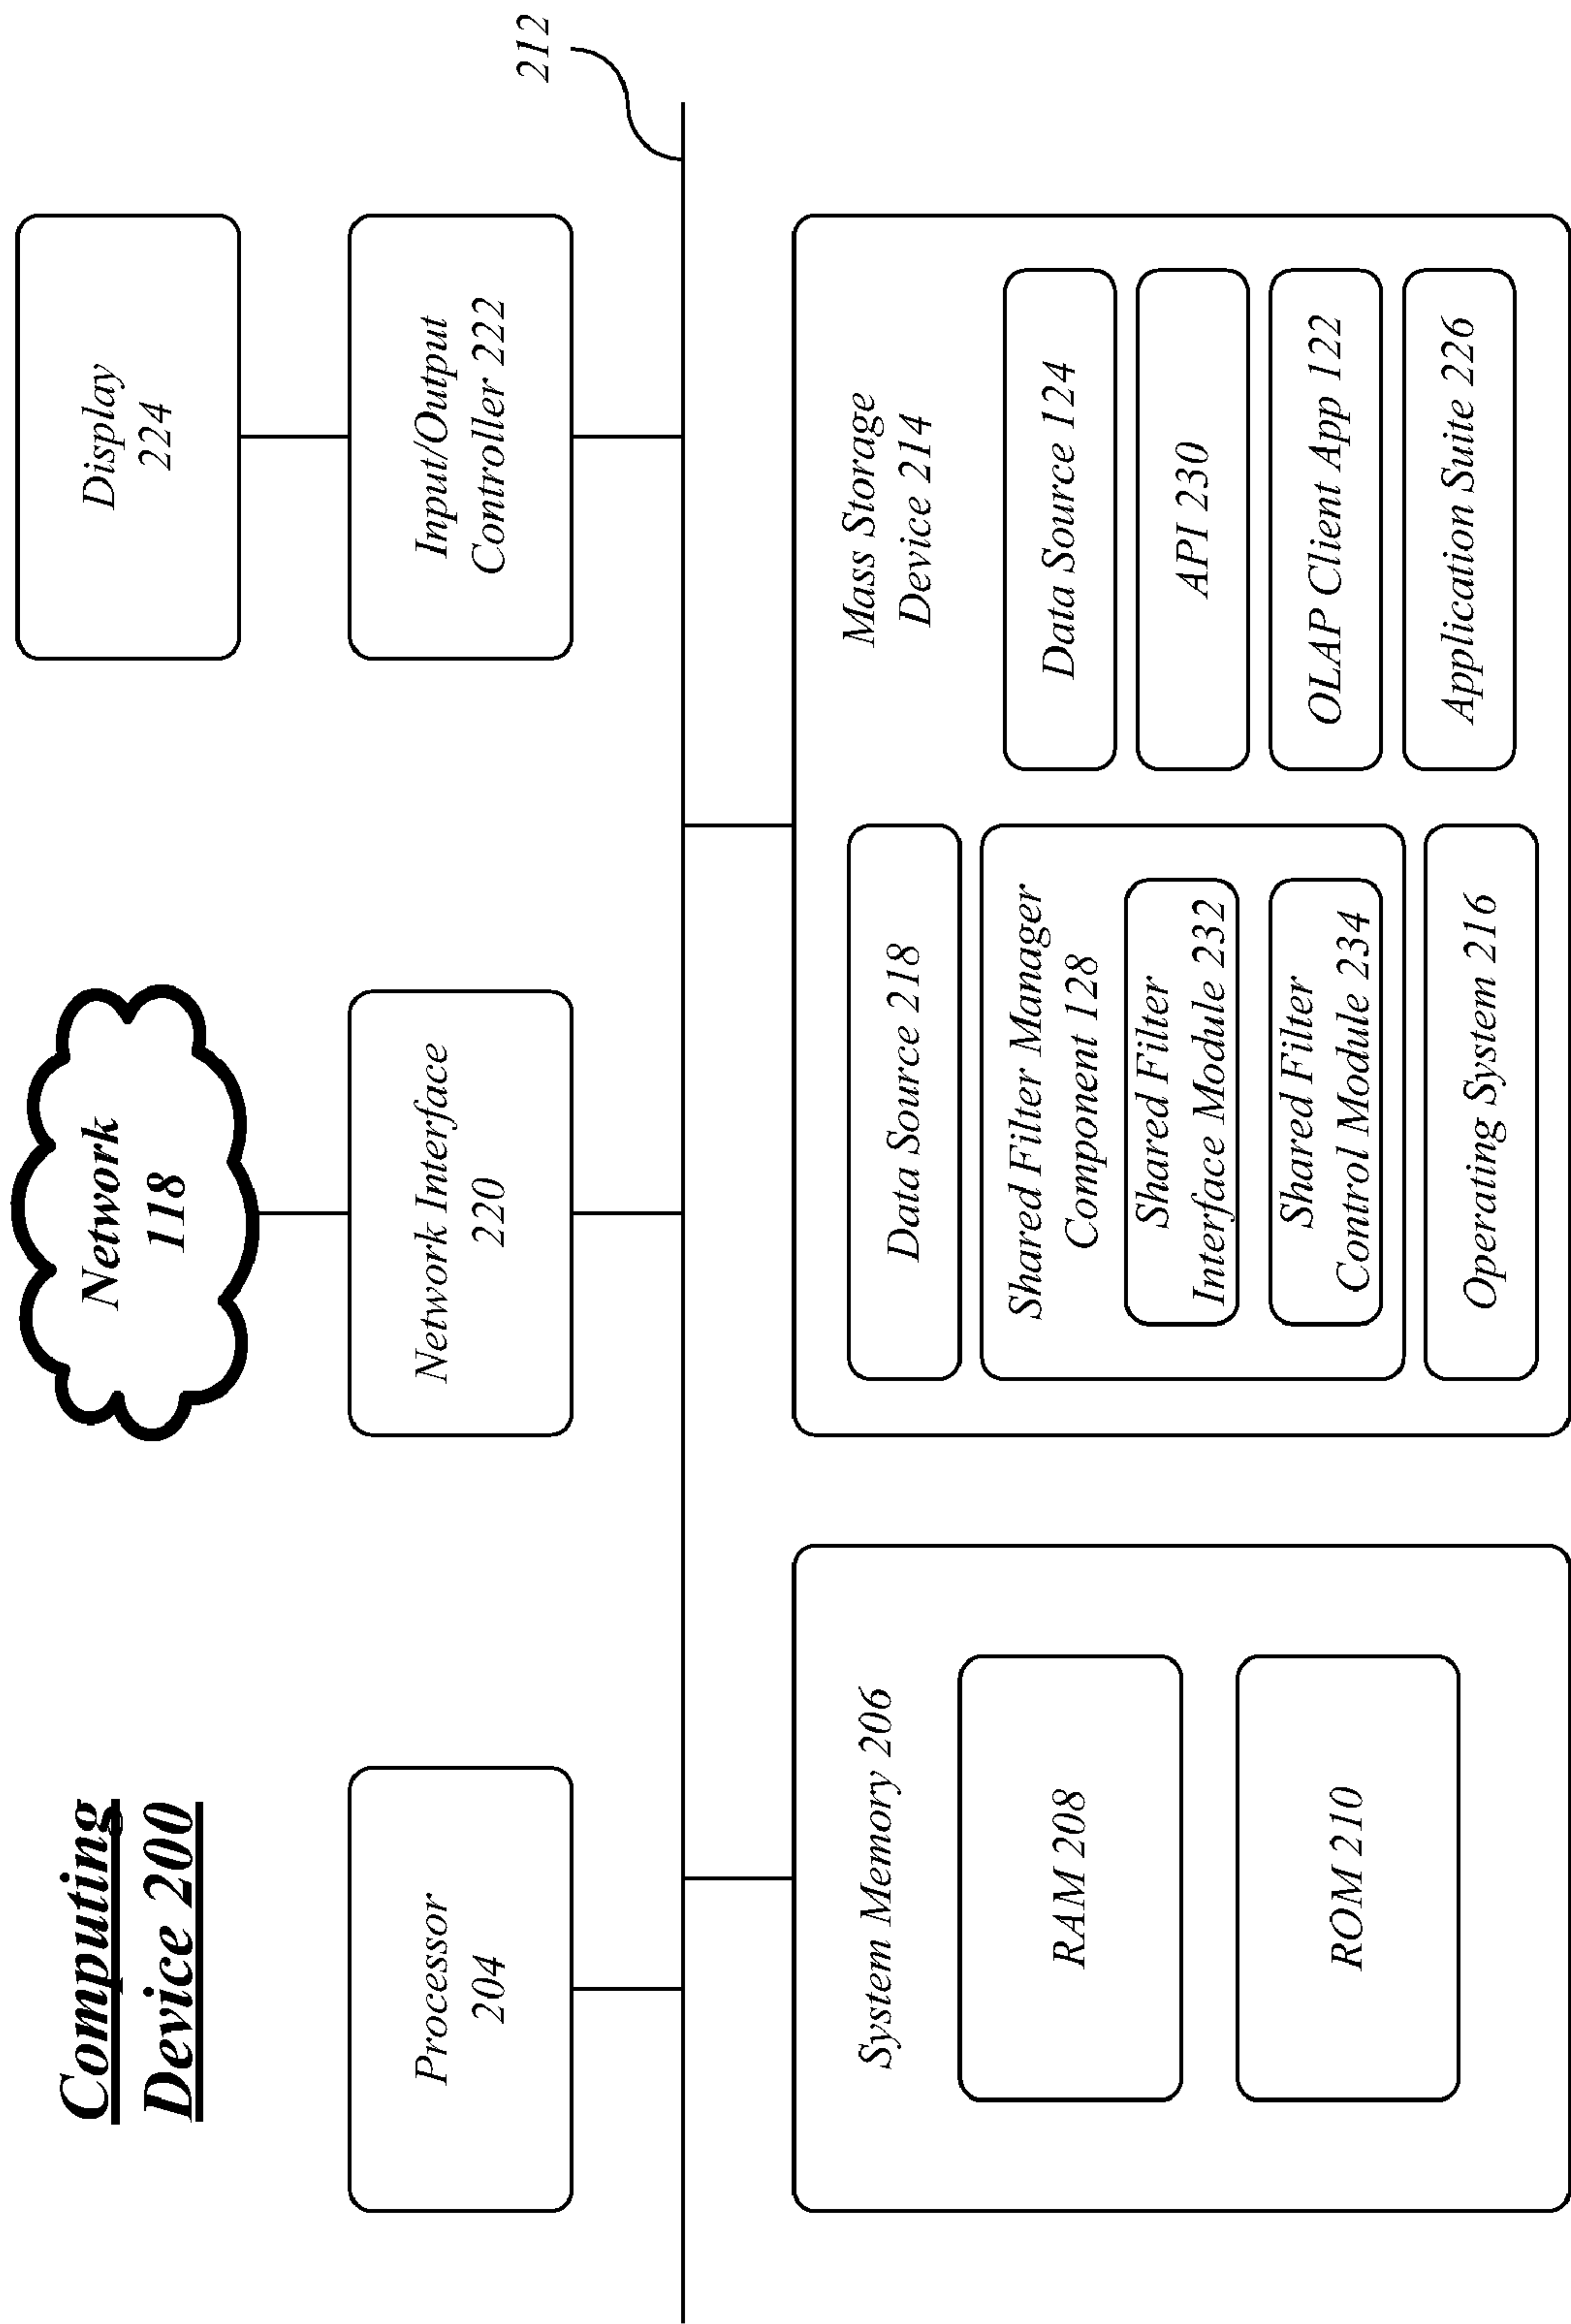 Computing
Device 200
Network
118
Display
224
Processor
204
Network Interface
220
Input/Output
Controller 222
212
System Memory 206
RAM 208
ROM 210
Mass Storage
Device 214
Data Source 218
Shared Filter Manager
Component 128
Shared Filter
Interface Module 232
Shared Filter
Control Module 234
Operating System 216
Data Source 124
API 230
OLAP Client App 122
Application Suite 226